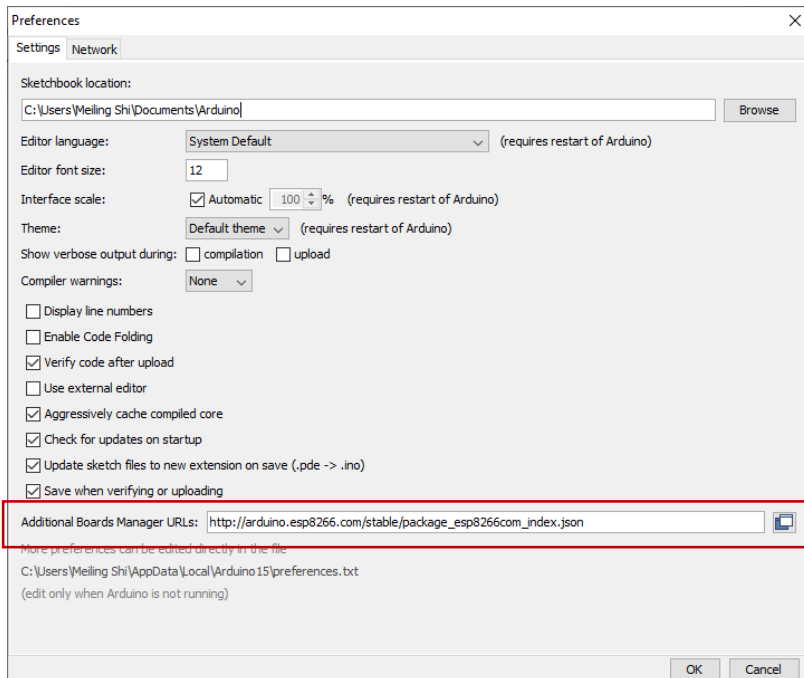 Preferences
Settings Network
Sketchbook location:
C:\Users\Meiling Shi\Documents\Arduino Browse
Editor language: System Default (requires restart of Arduino)
Editor font size: 12
Interface scale: Automatic 100 % (requires restart of Arduino)
Theme: Default theme (requires restart of Arduino)
Show verbose output during: compilation upload
Compiler warnings: None
Display line numbers
Enable Code Folding
Verify code after upload
Use external editor
Aggressively cache compiled core
Check for updates on startup
Update sketch files to new extension on save (.pde -> .ino)
Save when verifying or uploading
Additional Boards Manager URLs: http://arduino.esp8266.com/stable/package_esp8266com_index.json
More preferences can be edited directly in the file
C:\Users\Meiling Shi\AppData\Local\Arduino15\preferences.txt
(edit only when Arduino is not running)
OK Cancel